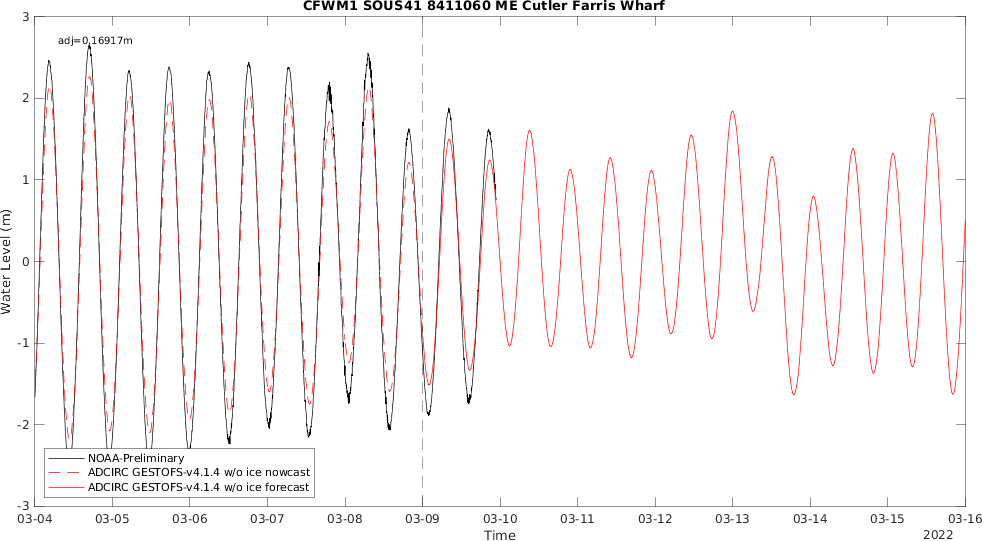 CFWM1 SOUS41 8411060 ME Cutler Farris Wharf
adj=0.16917m
3
2
1
0
-1
-2
-3
Water Level (m)
NOAA-Preliminary
ADCIRC GESTOFS-v4.1.4 w/o ice nowcast
ADCIRC GESTOFS-v4.1.4 w/o ice forecast
03-04 03-05 03-06 03-07 03-08 03-09 03-10 03-11 03-12 03-13 03-14 03-15 03-16
Time
2022